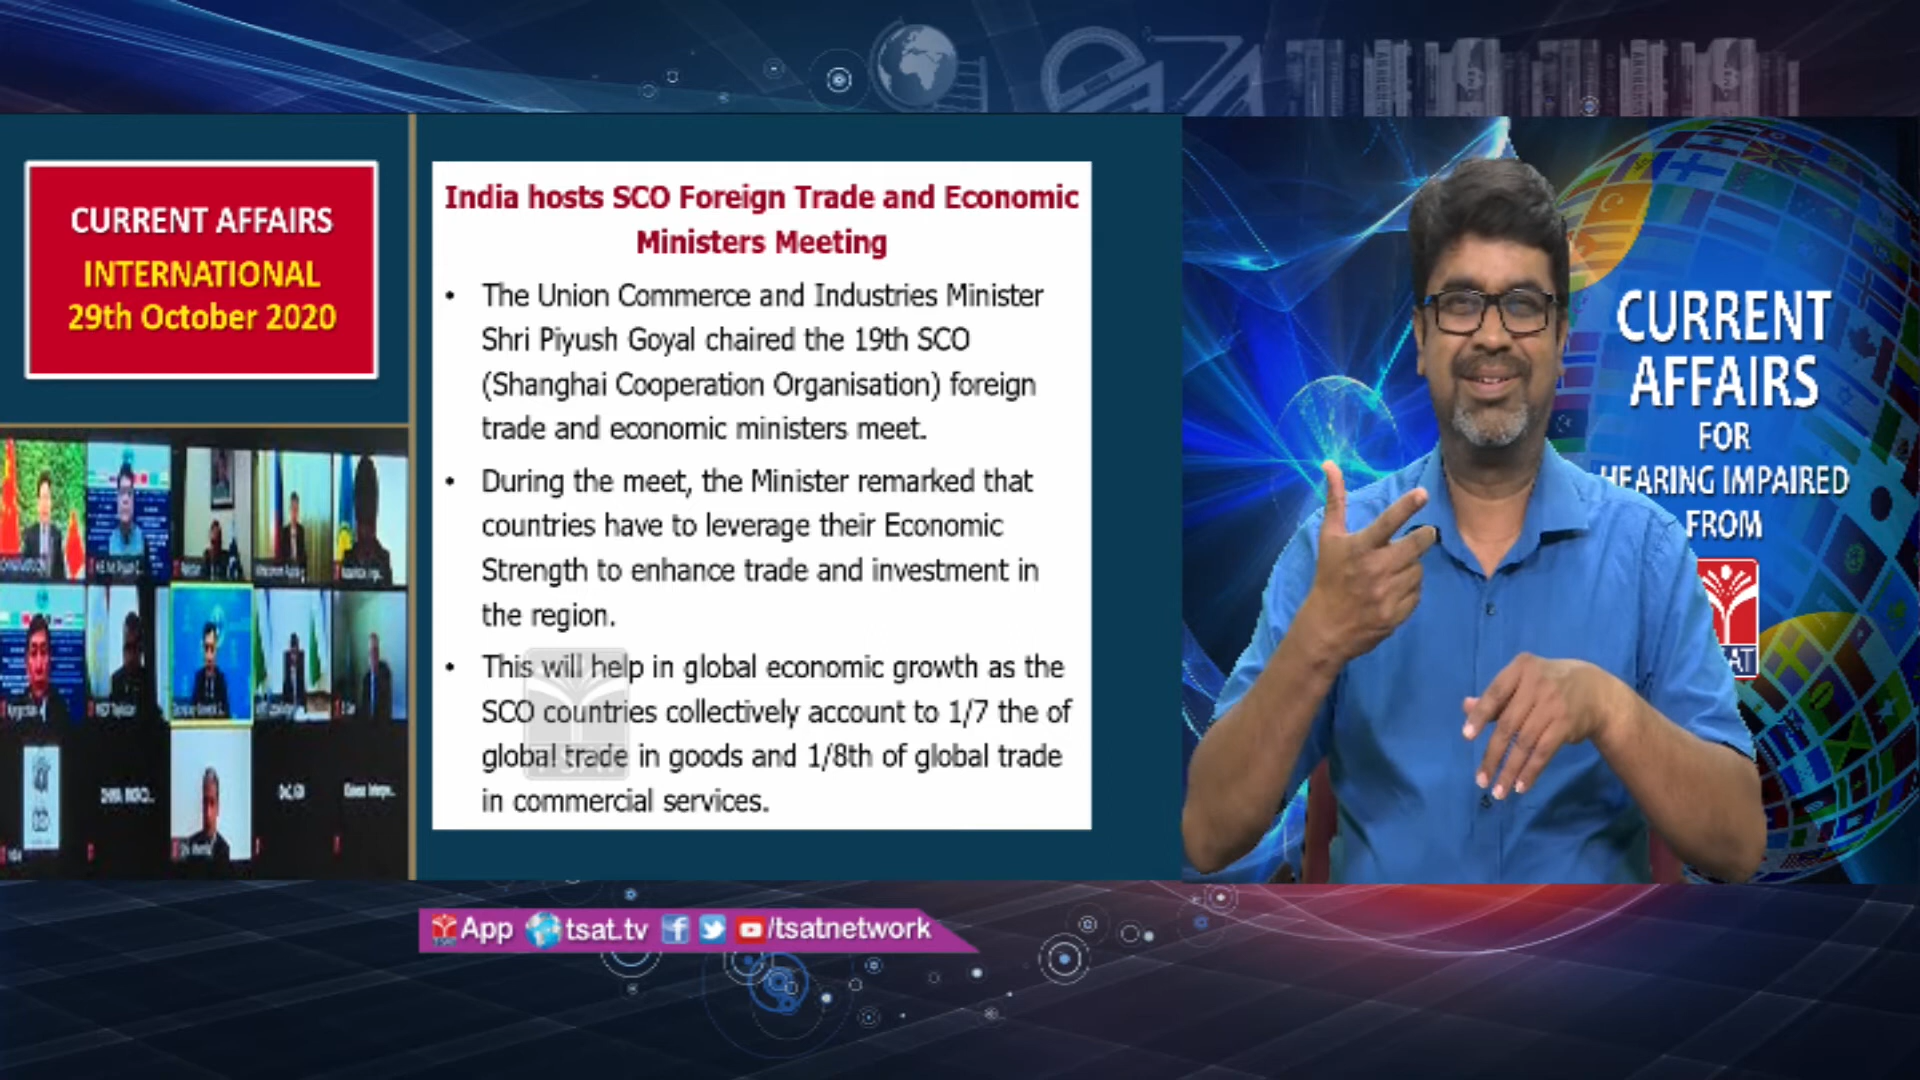 CURRENT AFFAIRS
INTERNATIONAL
29th October 2020
India hosts SCO Foreign Trade and Economic
Ministers Meeting
• The Union Commerce and Industries Minister
Shri Piyush Goyal chaired the 19th SCO
(Shanghai Cooperation Organisation) foreign
trade and economic ministers meet.
• During the meet, the Minister remarked that
countries have to leverage their Economic
Strength to enhance trade and investment in
the region.
• This will help in global economic growth as the
SCO countries collectively account to 1/7 the of
global trade in goods and 1/8th of global trade
in commercial services.
CURRENT
AFFAIRS
FOR
HEARING IMPAIRED
FROM
App tsat.tv /tsatnetwork